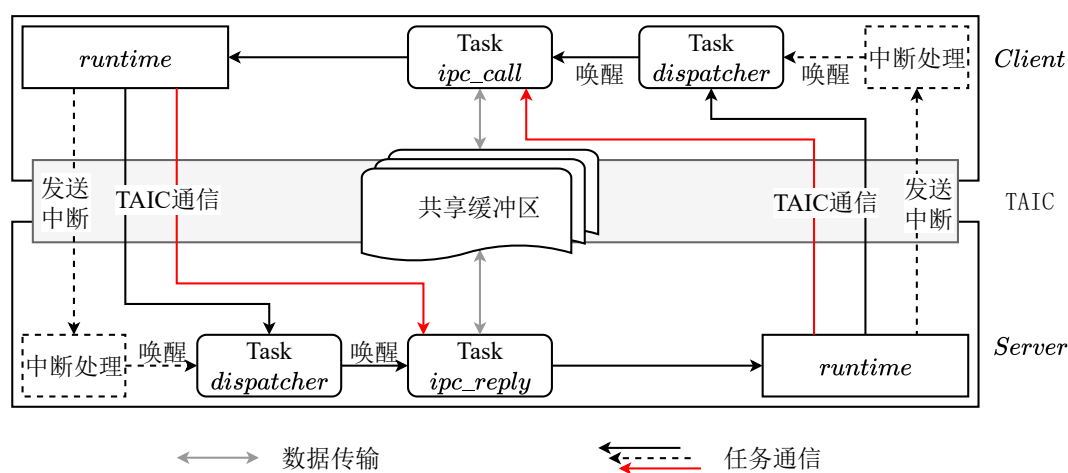 runtime
Task
ipc_call
唤醒
Task
dispatcher
唤醒
中断处理
Client
发送
中断
TAIC通信
共享缓冲区
TAIC通信
发送
中断
TAIC
中断处理
唤醒
Task
dispatcher
唤醒
Task
ipc_reply
runtime
Server
数据传输
任务通信